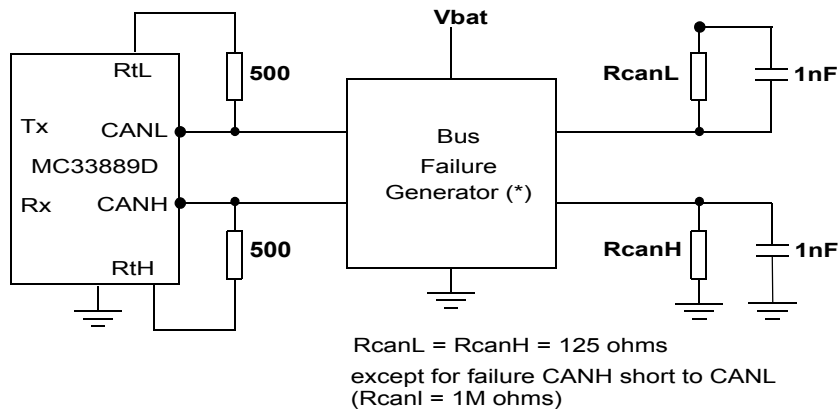 Vbat
RtL
500
RcanL
1nF
Tx
CANL
MC33889D
Rx
CANH
RtH
500
Bus
Failure
Generator (*)
RcanH
1nF
RcanL = RcanH = 125 ohms
except for failure CANH short to CANL
(Rcanl = 1M ohms)